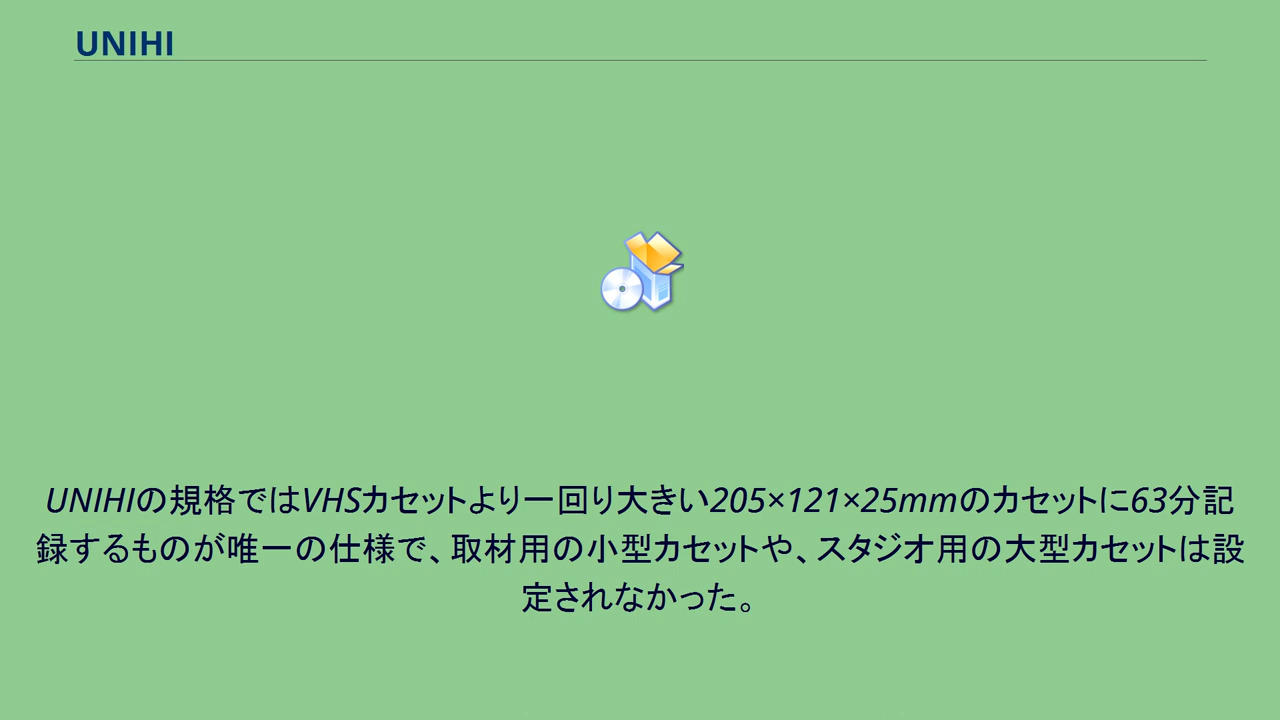 UNIHI
UNIHIの規格ではVHSカセットより一回り大きい205×121×25mmのカセットに63分記
録するものが唯一の仕様で、取材用の小型カセットや、スタジオ用の大型カセットは設
定されなかった。